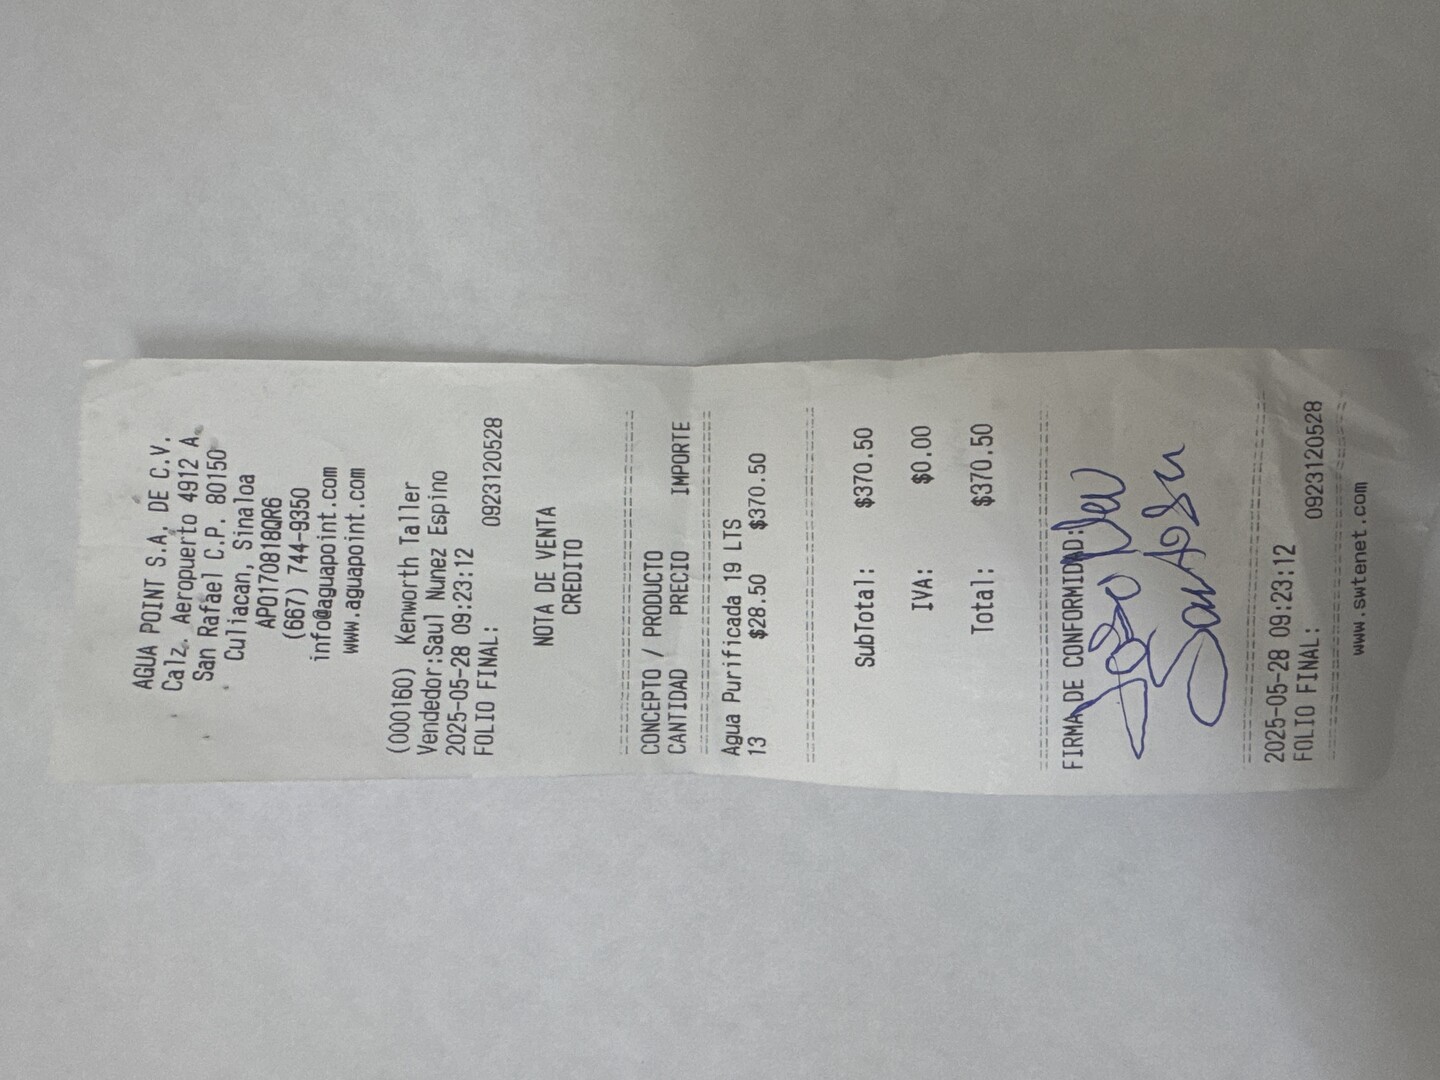 AGUA POINT S.A. DE C.V.
Calz. Aeropuerto 4912 A.
San Rafael C.P. 80150
Culiacan, Sinaloa
APO170818QR6
(667) 744-9350
info@aguapoint.com
www.aguapoint.com
(000160) Kenworth Taller
Vendedor:Saul Nunez Espino
2025-05-28 09:23:12
FOLIO FINAL: 0923120528
NOTA DE VENTA
CREDITO
CONCEPTO / PRODUCTO
CANTIDAD PRECIO IMPORTE
Agua Purificada 19 LTS
13 $28.50 $370.50
SubTotal: $370.50
IVA: $0.00
Total: $370.50
FIRMA DE CONFORMIDAD:
2025-05-28 09:23:12
FOLIO FINAL: 0923120528
www.swtenet.com